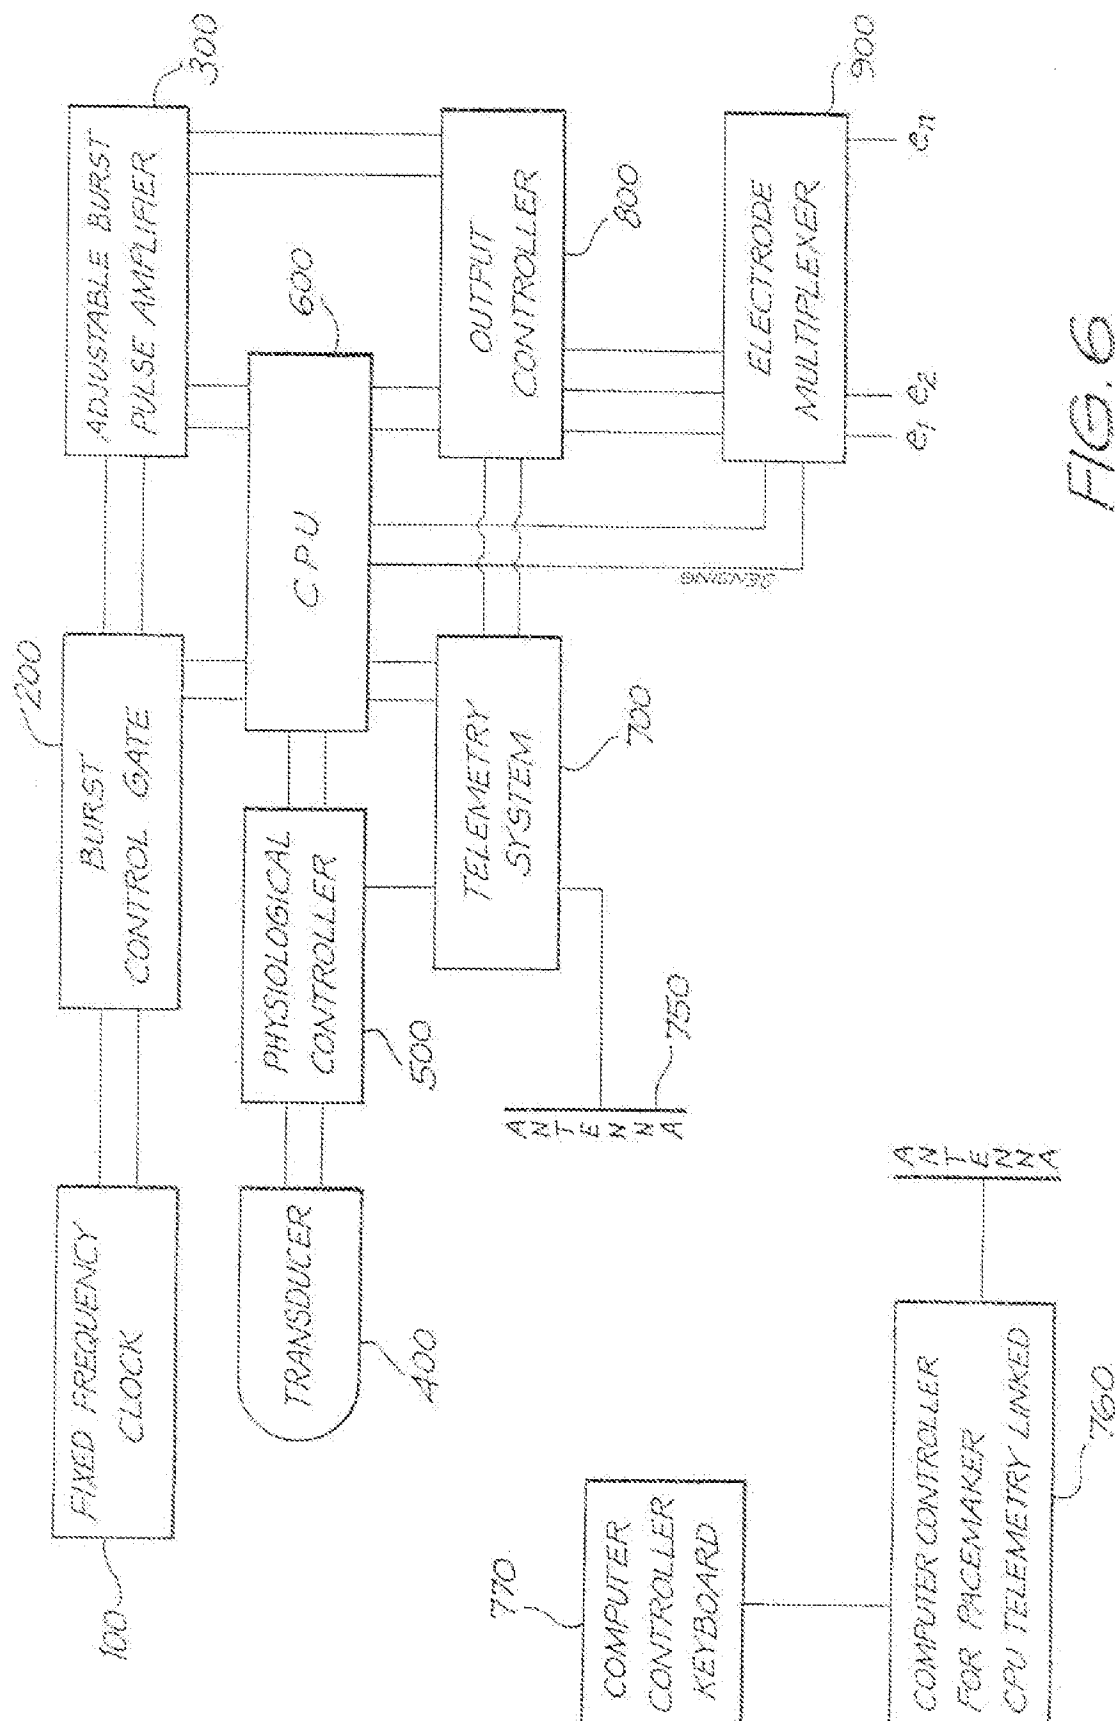 100
FIXED FREQUENCY
CLOCK
200
BURST
CONTROL GATE
300
ADJUSTABLE BURST
PULSE AMPLIFIER
TRANSDUCER
400
PHYSIOLOGICAL
CONTROLLER
500
CPU
600
TELEMETRY
SYSTEM
700
OUTPUT
CONTROLLER
800
ANTENNA
750
SENSING
ELECTRODE
MULTIPLEXER
900
e1 e2 en
770
COMPUTER
CONTROLLER
KEYBOARD
ANTENNA
COMPUTER CONTROLLER
FOR PACEMAKER
CPU TELEMETRY LINKED
760
FIG. 6